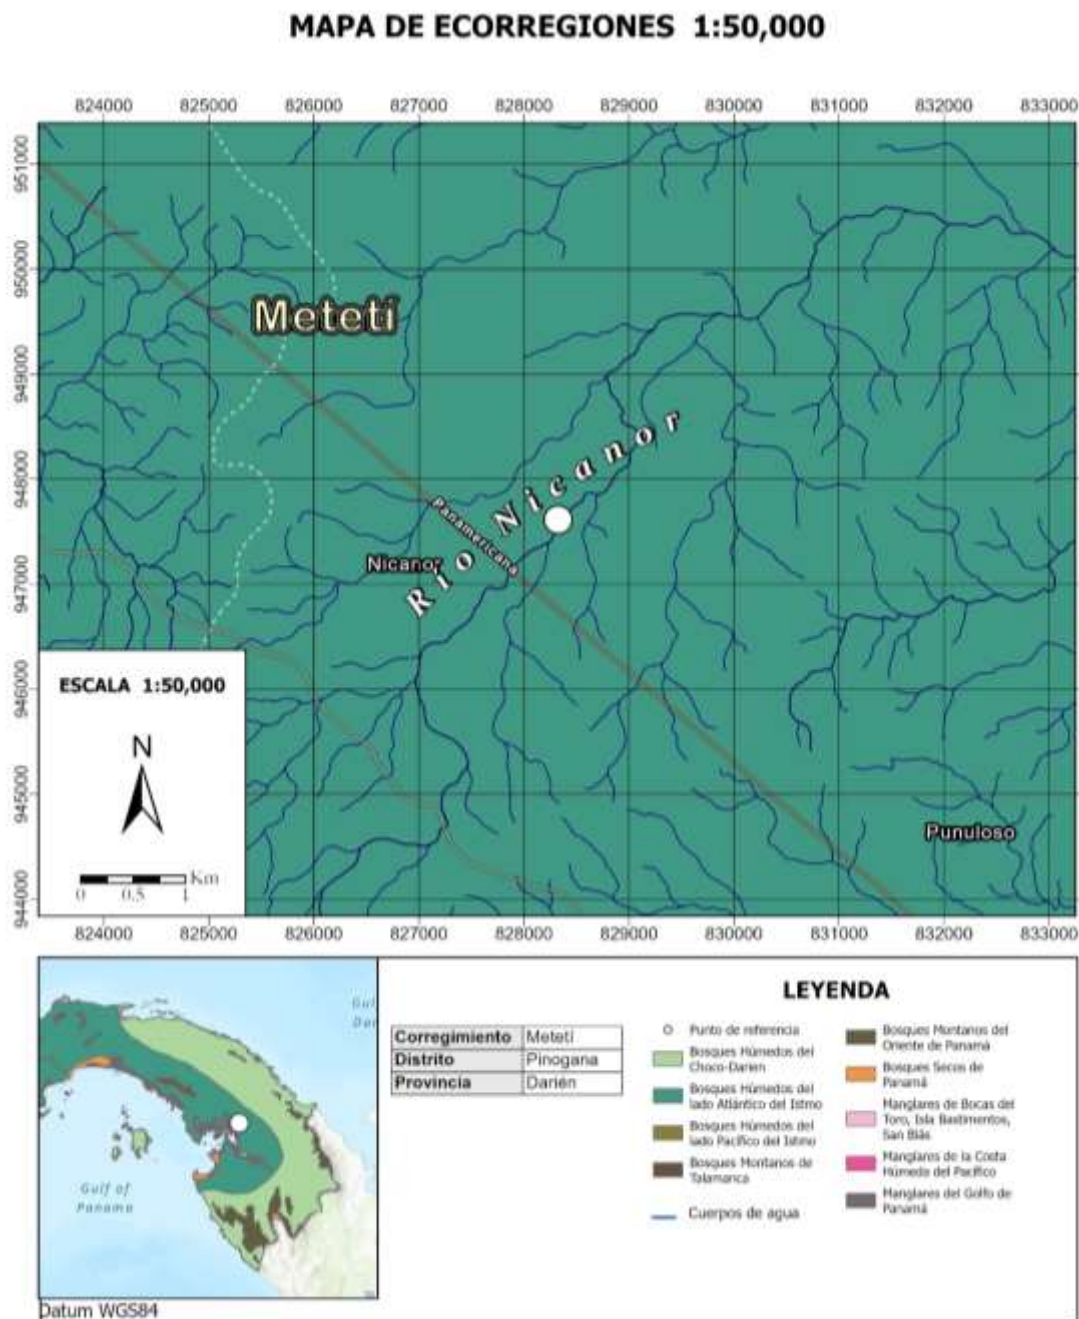 MAPA DE ECORREGIONES 1:50,000
824000 825000 826000 827000 828000 829000 830000 831000 832000 833000
951000
950000
949000
948000
947000
946000
945000
944000
Metetí
Río Nicanor
Panamericana
Nicanor
Punuloso
ESCALA 1:50,000
N
Km
0 0.5 1
824000 825000 826000 827000 828000 829000 830000 831000 832000 833000
Gulf of
Panama
Datum WGS84
Corregimiento Metetí
Distrito Pinogana
Provincia Darién
LEYENDA
Punto de referencia
Bosques Húmedos del
Choco-Darien
Bosques Húmedos del
lado Atlántico del Istmo
Bosques Húmedos del
lado Pacífico del Istmo
Bosques Montanos de
Talamanca
Cuerpos de agua
Bosques Montanos del
Oriente de Panamá
Bosques Secos de
Panamá
Manglares de Bocas del
Toro, Isla Bastimentos,
San Blás
Manglares de la Costa
Húmeda del Pacífico
Manglares del Golfo de
Panamá